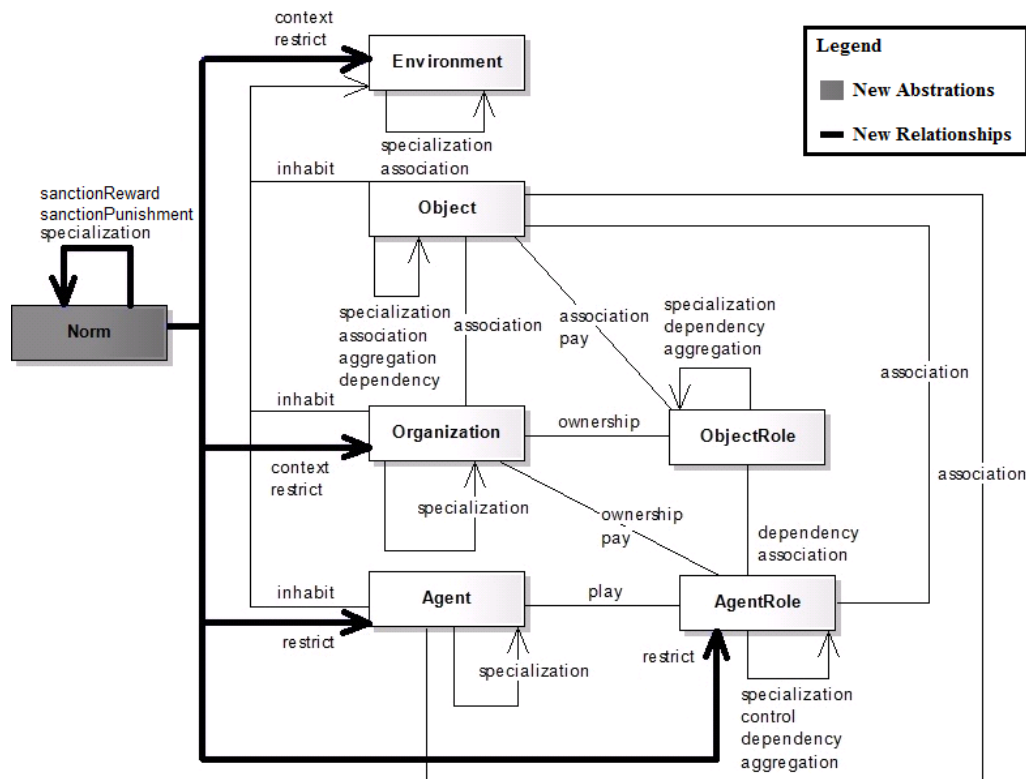 context
restrict
Environment
Legend
New Abstrations
New Relationships
specialization
association
inhabit
Object
sanctionReward
sanctionPunishment
specialization
Norm
specialization
association
aggregation
dependency
association
association
pay
specialization
dependency
aggregation
association
inhabit
Organization
ownership
ObjectRole
context
restrict
specialization
ownership
pay
dependency
association
association
inhabit
Agent
play
AgentRole
restrict
specialization
restrict
specialization
control
dependency
aggregation